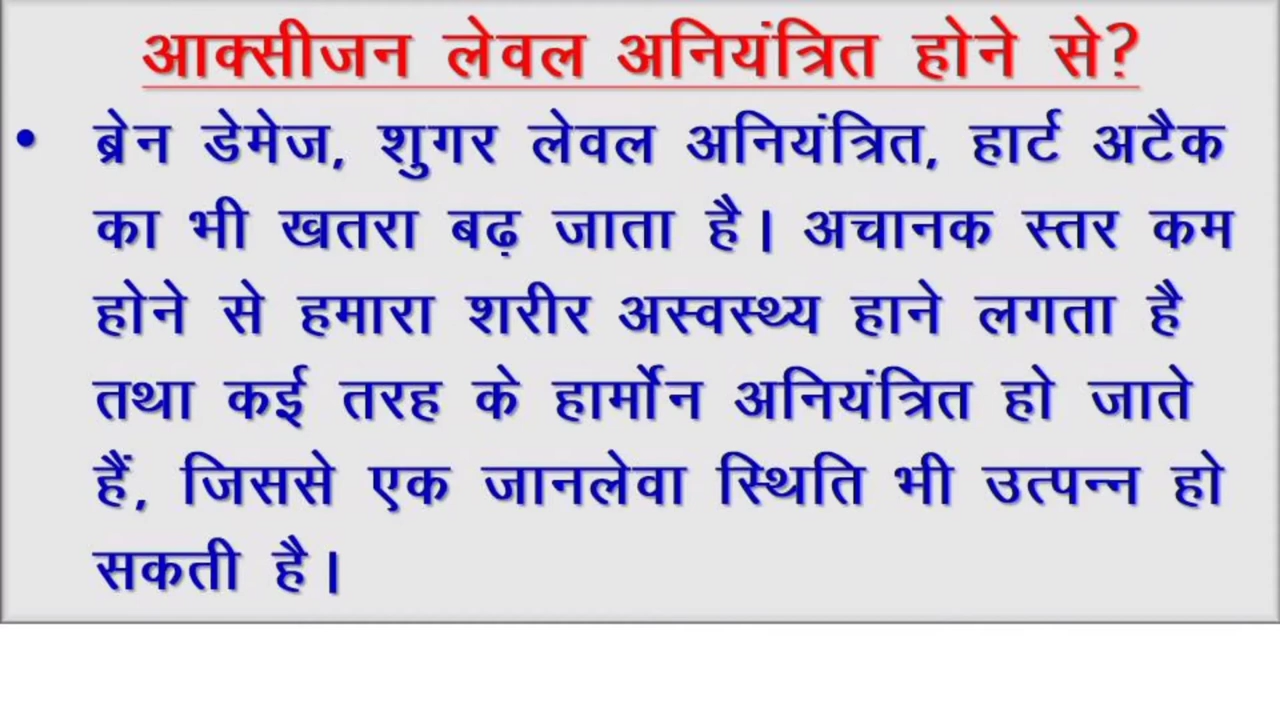 आक्सीजन लेवल अनियंत्रित होने से?
• ब्रेन डेमेज, शुगर लेवल अनियंत्रित, हार्ट अटैक
का भी खतरा बढ़ जाता है। अचानक स्तर कम
होने से हमारा शरीर अस्वस्थ्य हाने लगता है
तथा कई तरह के हार्मोन अनियंत्रित हो जाते
हैं, जिससे एक जानलेवा स्थिति भी उत्पन्न हो
सकती है।